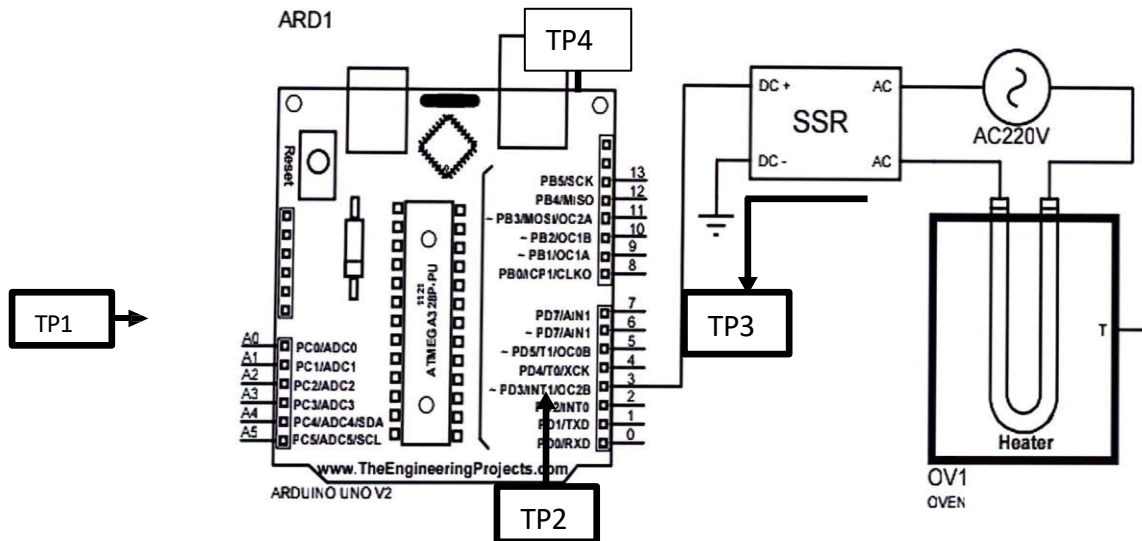 ARD1
TP4
DC +
AC
SSR
AC220V
DC -
AC
Reset
PB5/SCK
13
PB4/MISO
12
~ PB3/MOSI/OC2A
11
~ PB2/OC1B
10
~ PB1/OC1A
9
PB0/ICP1/CLKO
8
1121
ATMEGA328P-PU
TP1
TP3
PD7/AIN1
7
~ PD7/AIN1
6
~ PD5/T1/OC0B
5
PD4/T0/XCK
4
~ PD3/INT1/OC2B
3
2/INT0
2
PD1/TXD
1
PD0/RXD
0
T
A0
PC0/ADC0
A1
PC1/ADC1
A2
PC2/ADC2
A3
PC3/ADC3
A4
PC4/ADC4/SDA
A5
PC5/ADC5/SCL
Heater
www.TheEngineeringProjects.com
ARDUINO UNO V2
TP2
OV1
OVEN